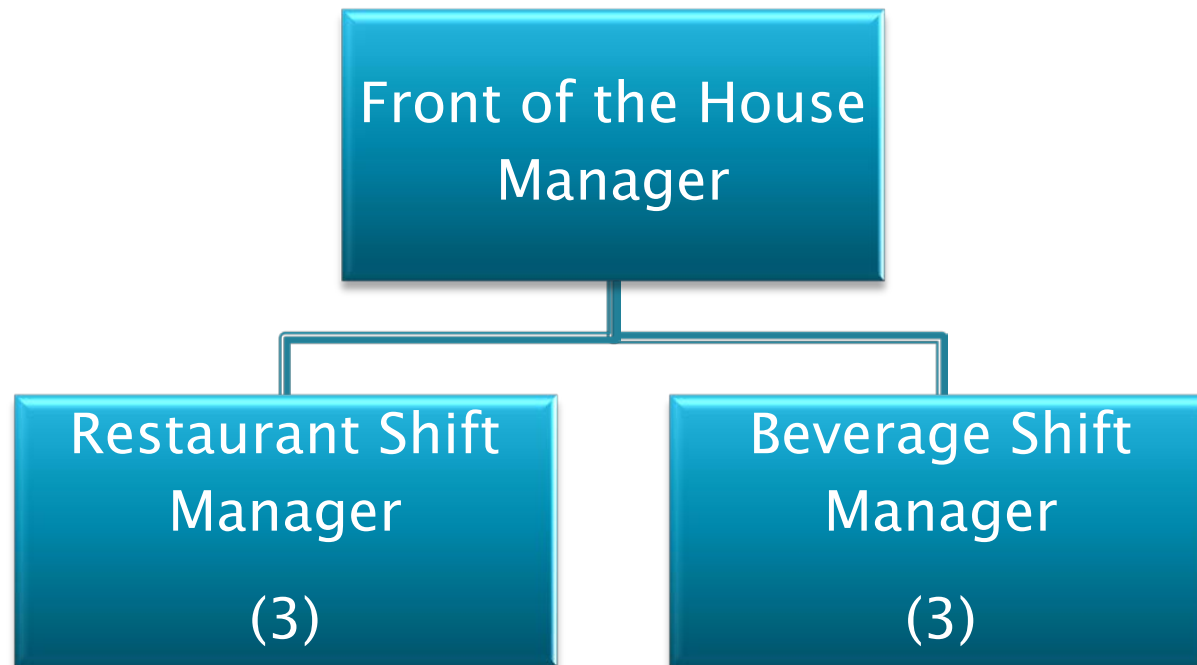 Front of the House
Manager
Restaurant Shift
Manager
(3)
Beverage Shift
Manager
(3)